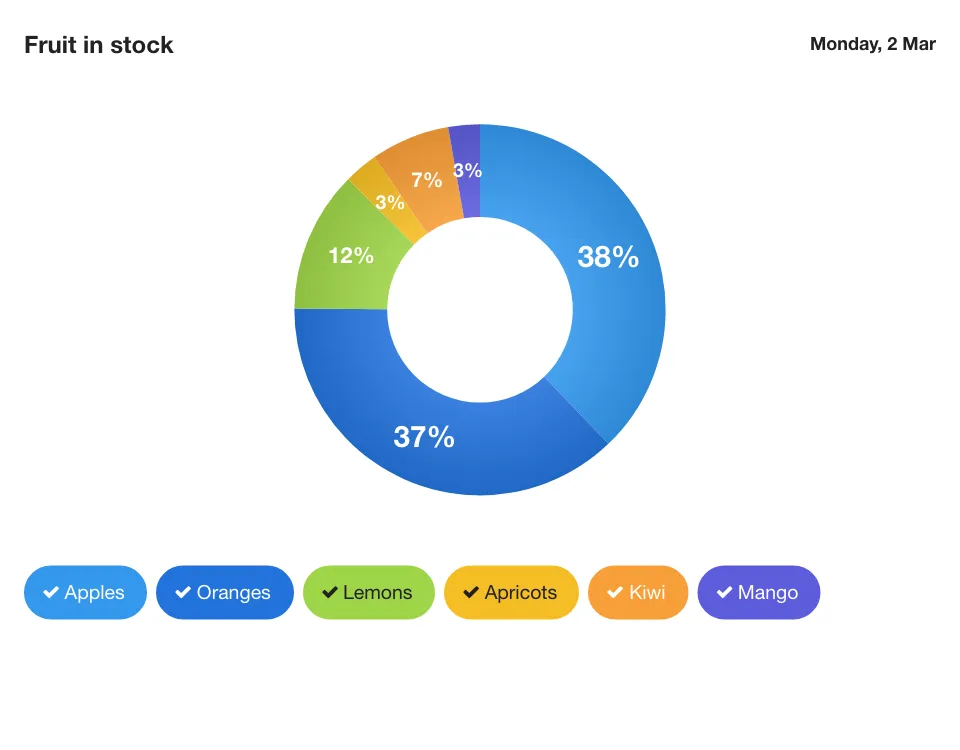 Fruit in stock
Monday, 2 Mar
3%
7%
3%
12%
38%
37%
Apples
Oranges
Lemons
Apricots
Kiwi
Mango